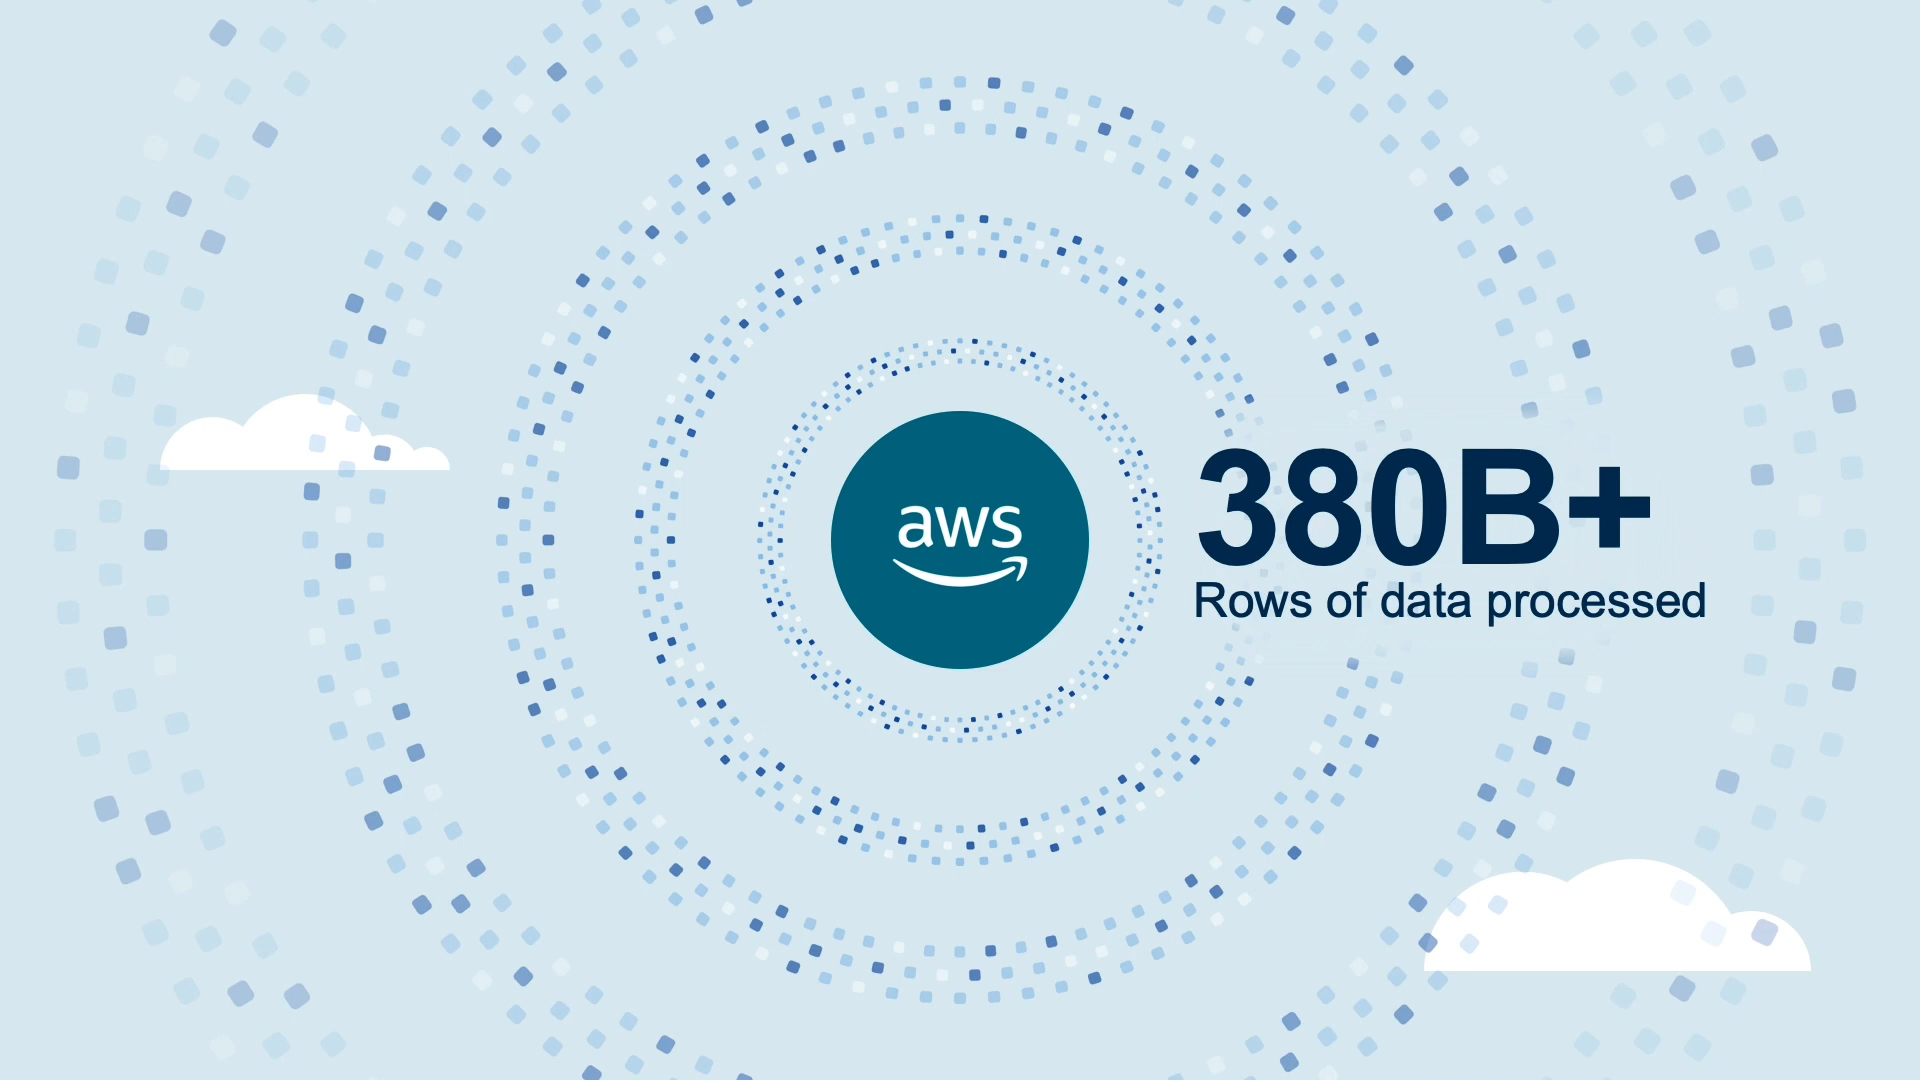 aws
380B+
Rows of data processed